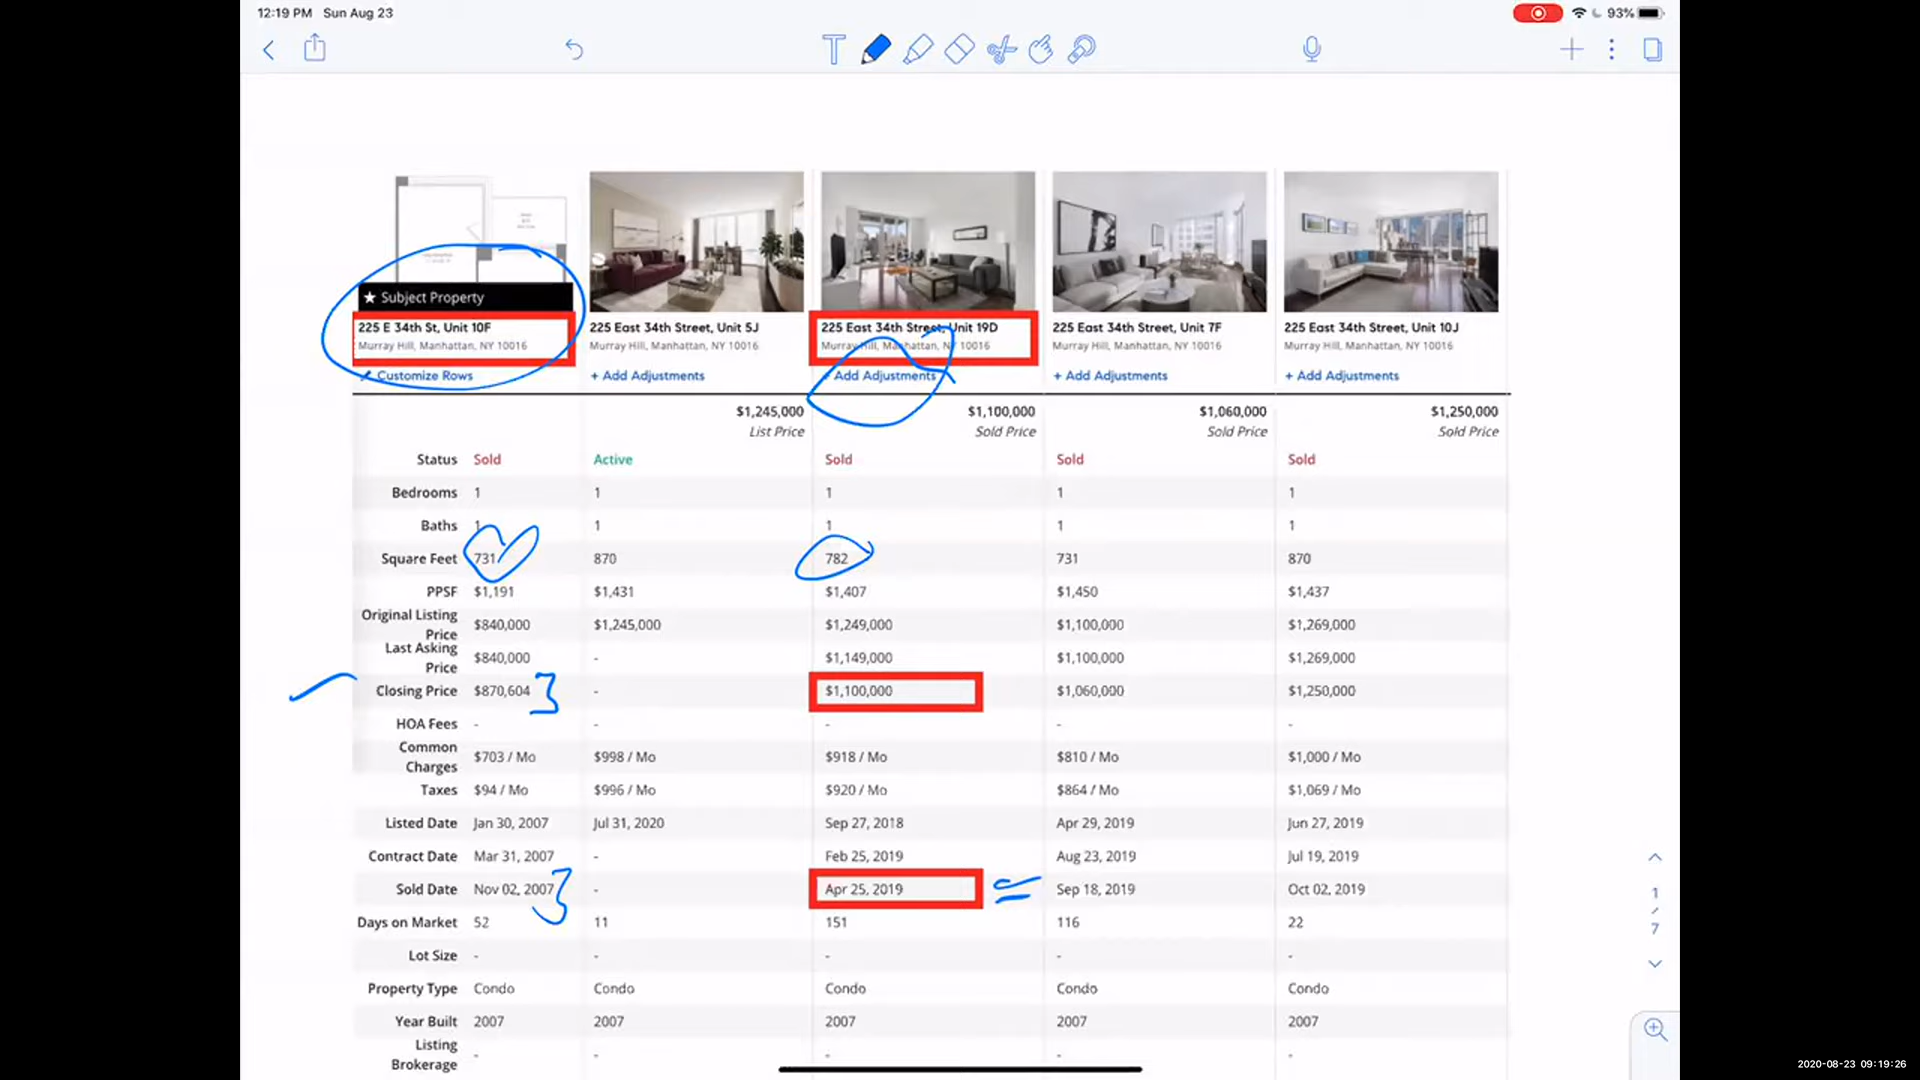 12:19 PM Sun Aug 23
93%
Subject Property
225 E 34th St, Unit 10F 225 East 34th Street, Unit 5J 225 East 34th Street, Unit 19D 225 East 34th Street, Unit 7F 225 East 34th Street, Unit 10J
Murray Hill, Manhattan, NY 10016 Murray Hill, Manhattan, NY 10016 Murray Hill, Manhattan, NY 10016 Murray Hill, Manhattan, NY 10016 Murray Hill, Manhattan, NY 10016
Customize Rows + Add Adjustments + Add Adjustments + Add Adjustments + Add Adjustments
$1,245,000 $1,100,000 $1,060,000 $1,250,000
List Price Sold Price Sold Price Sold Price
Status Sold Active Sold Sold Sold
Bedrooms 1 1 1 1 1
Baths 1 1 1 1 1
Square Feet 731 870 782 731 870
PPSF $1,191 $1,431 $1,407 $1,450 $1,437
Original Listing
Price $840,000 $1,245,000 $1,249,000 $1,100,000 $1,269,000
Last Asking
Price $840,000 - $1,149,000 $1,100,000 $1,269,000
Closing Price $870,604 - $1,100,000 $1,060,000 $1,250,000
HOA Fees - - - - -
Common
Charges $703 / Mo $998 / Mo $918 / Mo $810 / Mo $1,000 / Mo
Taxes $94 / Mo $996 / Mo $920 / Mo $864 / Mo $1,069 / Mo
Listed Date Jan 30, 2007 Jul 31, 2020 Sep 27, 2018 Apr 29, 2019 Jun 27, 2019
Contract Date Mar 31, 2007 - Feb 25, 2019 Aug 23, 2019 Jul 19, 2019
Sold Date Nov 02, 2007 - Apr 25, 2019 Sep 18, 2019 Oct 02, 2019
Days on Market 52 11 151 116 22
Lot Size - - - - -
Property Type Condo Condo Condo Condo Condo
Year Built 2007 2007 2007 2007 2007
Listing
Brokerage - - - - -
1
/
7
2020-08-23 09:19:26